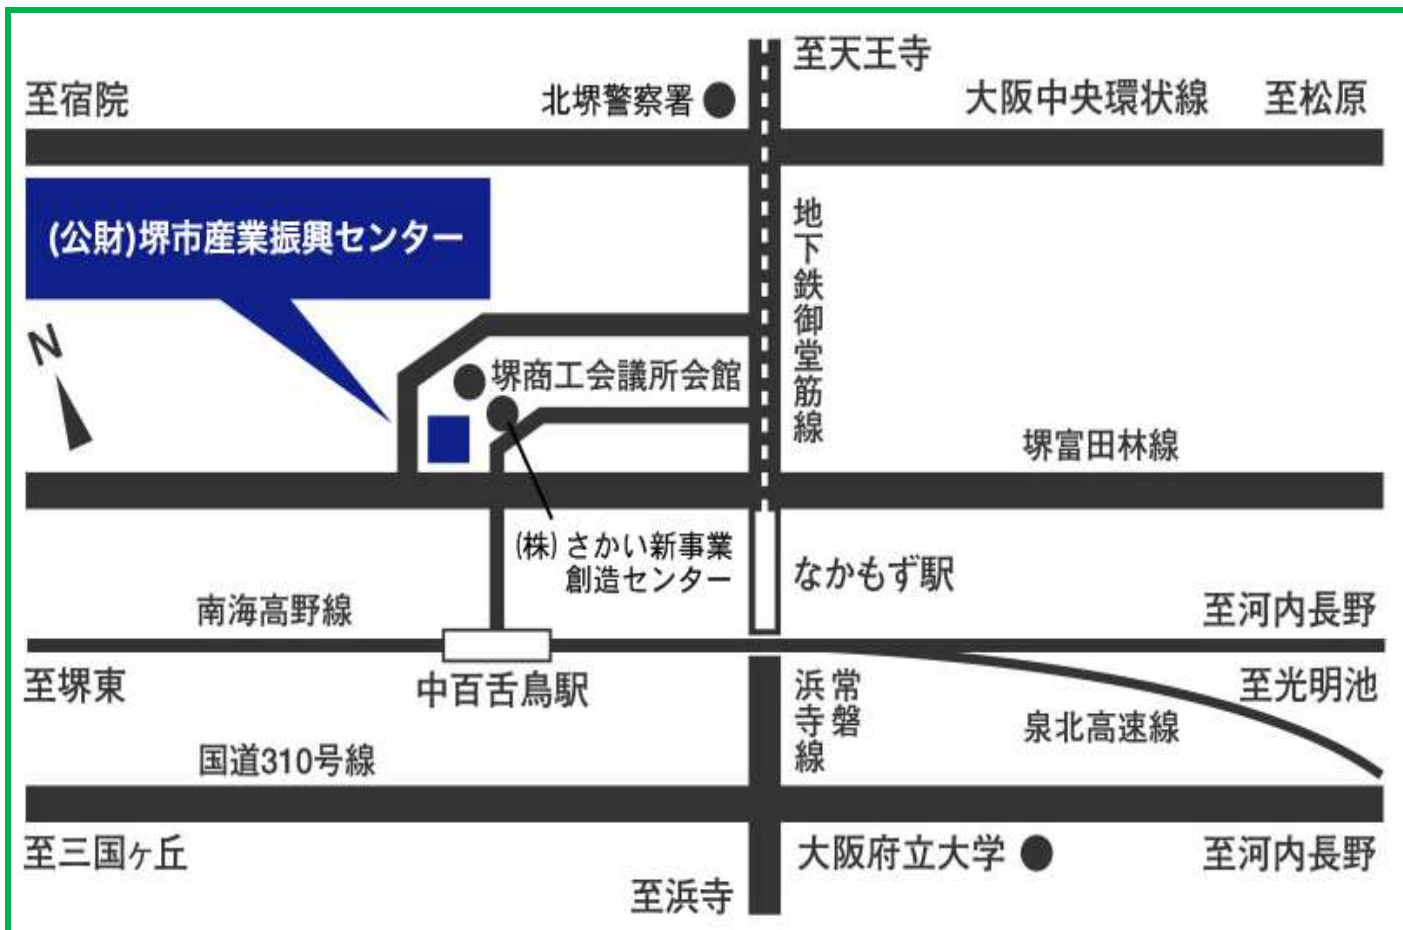 至天王寺
至宿院
北堺警察署
大阪中央環状線
至松原
(公財)堺市産業振興センター
地下鉄御堂筋線
N
堺商工会議所会館
堺富田林線
(株)さかい新事業
創造センター
なかもず駅
南海高野線
至河内長野
至堺東
中百舌鳥駅
常磐
浜寺線
至光明池
泉北高速線
国道310号線
至三国ヶ丘
大阪府立大学
至河内長野
至浜寺